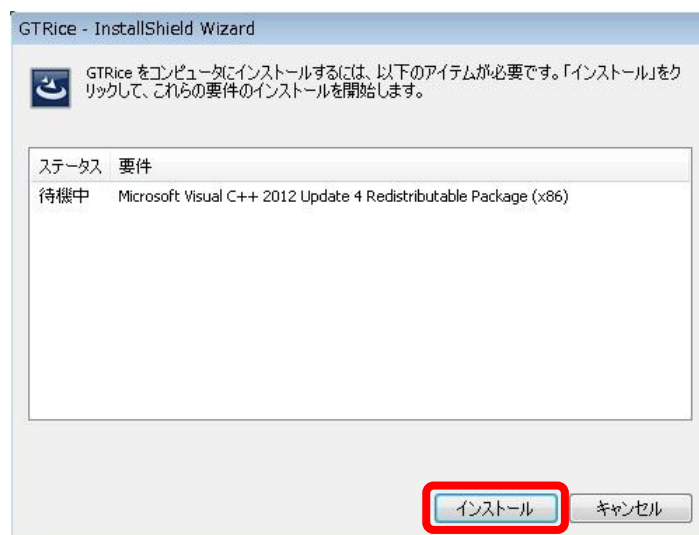 GTRice - InstallShield Wizard
GTRice をコンピュータにインストールするには、以下のアイテムが必要です。「インストール」をク
リックして、これらの要件のインストールを開始します。
ステータス 要件
待機中 Microsoft Visual C++ 2012 Update 4 Redistributable Package (x86)
インストール キャンセル